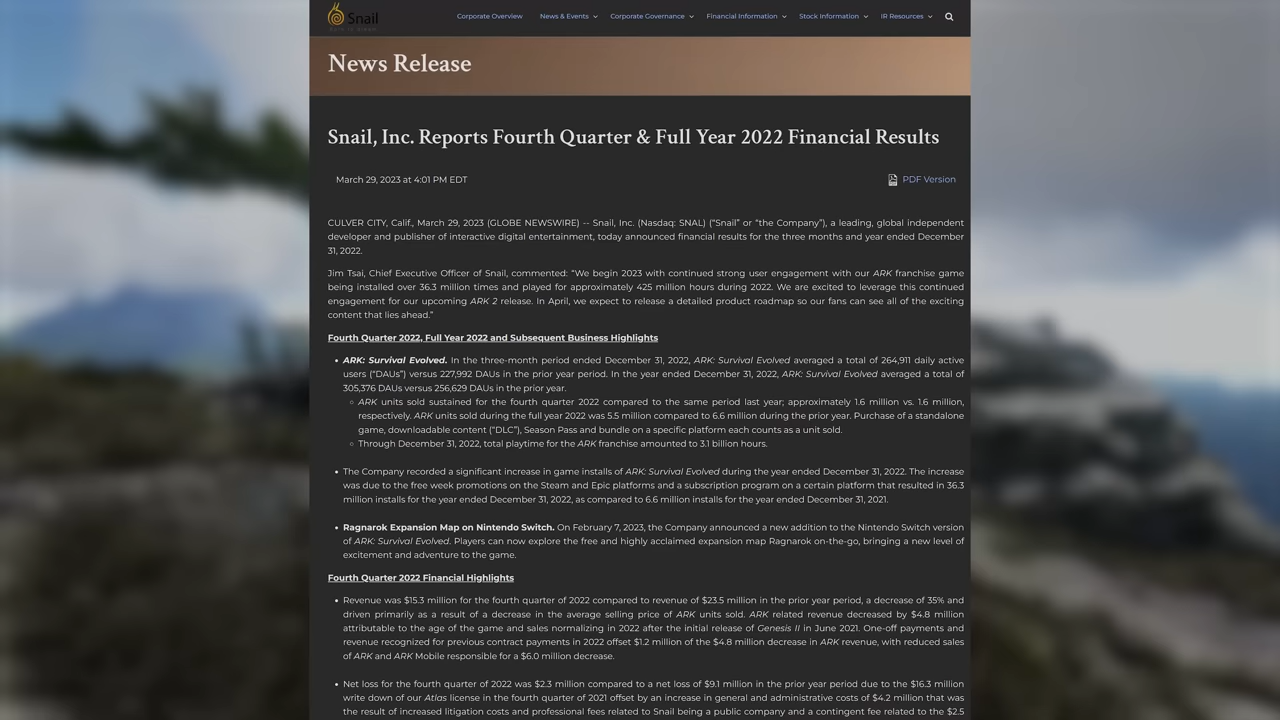 Snail
Corporate Overview News & Events Corporate Governance Financial Information Stock Information IR Resources
News Release
Snail, Inc. Reports Fourth Quarter & Full Year 2022 Financial Results
March 29, 2023 at 4:01 PM EDT
PDF Version
CULVER CITY, Calif., March 29, 2023 (GLOBE NEWSWIRE) -- Snail, Inc. (Nasdaq: SNAL) (“Snail” or “the Company”), a leading, global independent
developer and publisher of interactive digital entertainment, today announced financial results for the three months and year ended December
31, 2022.
Jim Tsai, Chief Executive Officer of Snail, commented: “We begin 2023 with continued strong user engagement with our ARK franchise game
being installed over 36.3 million times and played for approximately 425 million hours during 2022. We are excited to leverage this continued
engagement for our upcoming ARK 2 release. In April, we expect to release a detailed product roadmap so our fans can see all of the exciting
content that lies ahead.”
Fourth Quarter 2022, Full Year 2022 and Subsequent Business Highlights
• ARK: Survival Evolved. In the three-month period ended December 31, 2022, ARK: Survival Evolved averaged a total of 264,911 daily active
users (“DAUs”) versus 227,992 DAUs in the prior year period. In the year ended December 31, 2022, ARK: Survival Evolved averaged a total of
305,376 DAUs versus 256,629 DAUs in the prior year.
◦ ARK units sold sustained for the fourth quarter 2022 compared to the same period last year; approximately 1.6 million vs. 1.6 million,
respectively. ARK units sold during the full year 2022 was 5.5 million compared to 6.6 million during the prior year. Purchase of a standalone
game, downloadable content (“DLC”), Season Pass and bundle on a specific platform each counts as a unit sold.
◦ Through December 31, 2022, total playtime for the ARK franchise amounted to 3.1 billion hours.
• The Company recorded a significant increase in game installs of ARK: Survival Evolved during the year ended December 31, 2022. The increase
was due to the free week promotions on the Steam and Epic platforms and a subscription program on a certain platform that resulted in 36.3
million installs for the year ended December 31, 2022, as compared to 6.6 million installs for the year ended December 31, 2021.
• Ragnarok Expansion Map on Nintendo Switch. On February 7, 2023, the Company announced a new addition to the Nintendo Switch version
of ARK: Survival Evolved. Players can now explore the free and highly acclaimed expansion map Ragnarok on-the-go, bringing a new level of
excitement and adventure to the game.
Fourth Quarter 2022 Financial Highlights
• Revenue was $15.3 million for the fourth quarter of 2022 compared to revenue of $23.5 million in the prior year period, a decrease of 35% and
driven primarily as a result of a decrease in the average selling price of ARK units sold. ARK related revenue decreased by $4.8 million
attributable to the age of the game and sales normalizing in 2022 after the initial release of Genesis II in June 2021. One-off payments and
revenue recognized for previous contract payments in 2022 offset $1.2 million of the $4.8 million decrease in ARK revenue, with reduced sales
of ARK and ARK Mobile responsible for a $6.0 million decrease.
• Net loss for the fourth quarter of 2022 was $2.3 million compared to a net loss of $9.1 million in the prior year period due to the $16.3 million
write down of our Atlas license in the fourth quarter of 2021 offset by an increase in general and administrative costs of $4.2 million that was
the result of increased litigation costs and professional fees related to Snail being a public company and a contingent fee related to the $2.5